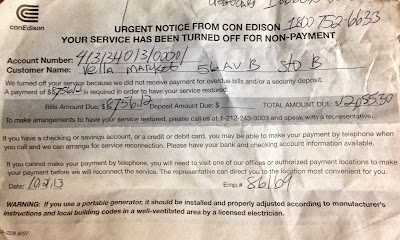 conEdison
URGENT NOTICE FROM CON EDISON 1800 752-6633
YOUR SERVICE HAS BEEN TURNED OFF FOR NON-PAYMENT
Account Number:
Customer Name: Vella Market 56 AV B STO B
We turned off your service because we did not receive payment for overdue bills and/or a security deposit.
A payment of $ is required in order to have your service restored.
Bills Amount Due: $ 8756.12 Deposit Amount Due: $ TOTAL AMOUNT DUE: $
To make arrangements to have your service restored, please call us at 1-212-243-3003 and speak with a representative.
If you have a checking or savings account, or a credit or debit card, you may be able to make your payment by telephone when
you call and we can arrange for service reconnection. Please have your bank and checking account information available.
If you cannot make your payment by telephone, you will need to visit one of our offices or authorized payment locations to make
your payment before we will reconnect the service. The representative can direct you to the location most convenient for you.
Date: 10/2/13 Emp.# 86169
WARNING: If you use a portable generator, it should be installed and properly adjusted according to manufacturer's
instructions and local building codes in a well-ventilated area by a licensed electrician.